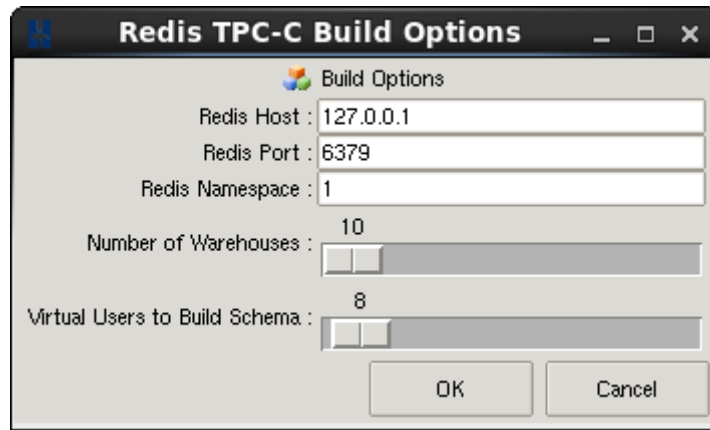 Redis TPC-C Build Options
Build Options
Redis Host : 127.0.0.1
Redis Port : 6379
Redis Namespace : 1
10
Number of Warehouses :
8
Virtual Users to Build Schema :
OK Cancel